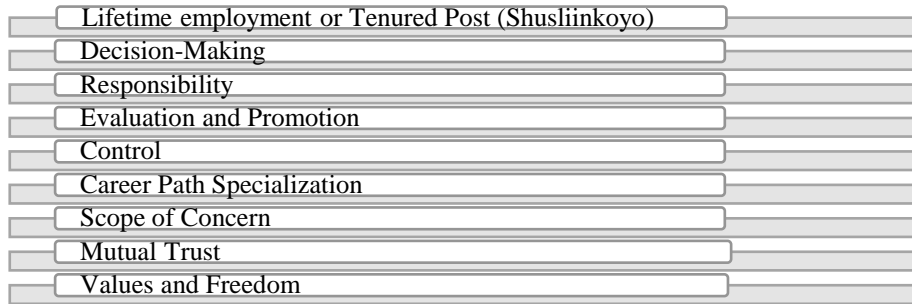 Lifetime employment or Tenured Post (Shusliinkoyo)
Decision-Making
Responsibility
Evaluation and Promotion
Control
Career Path Specialization
Scope of Concern
Mutual Trust
Values and Freedom